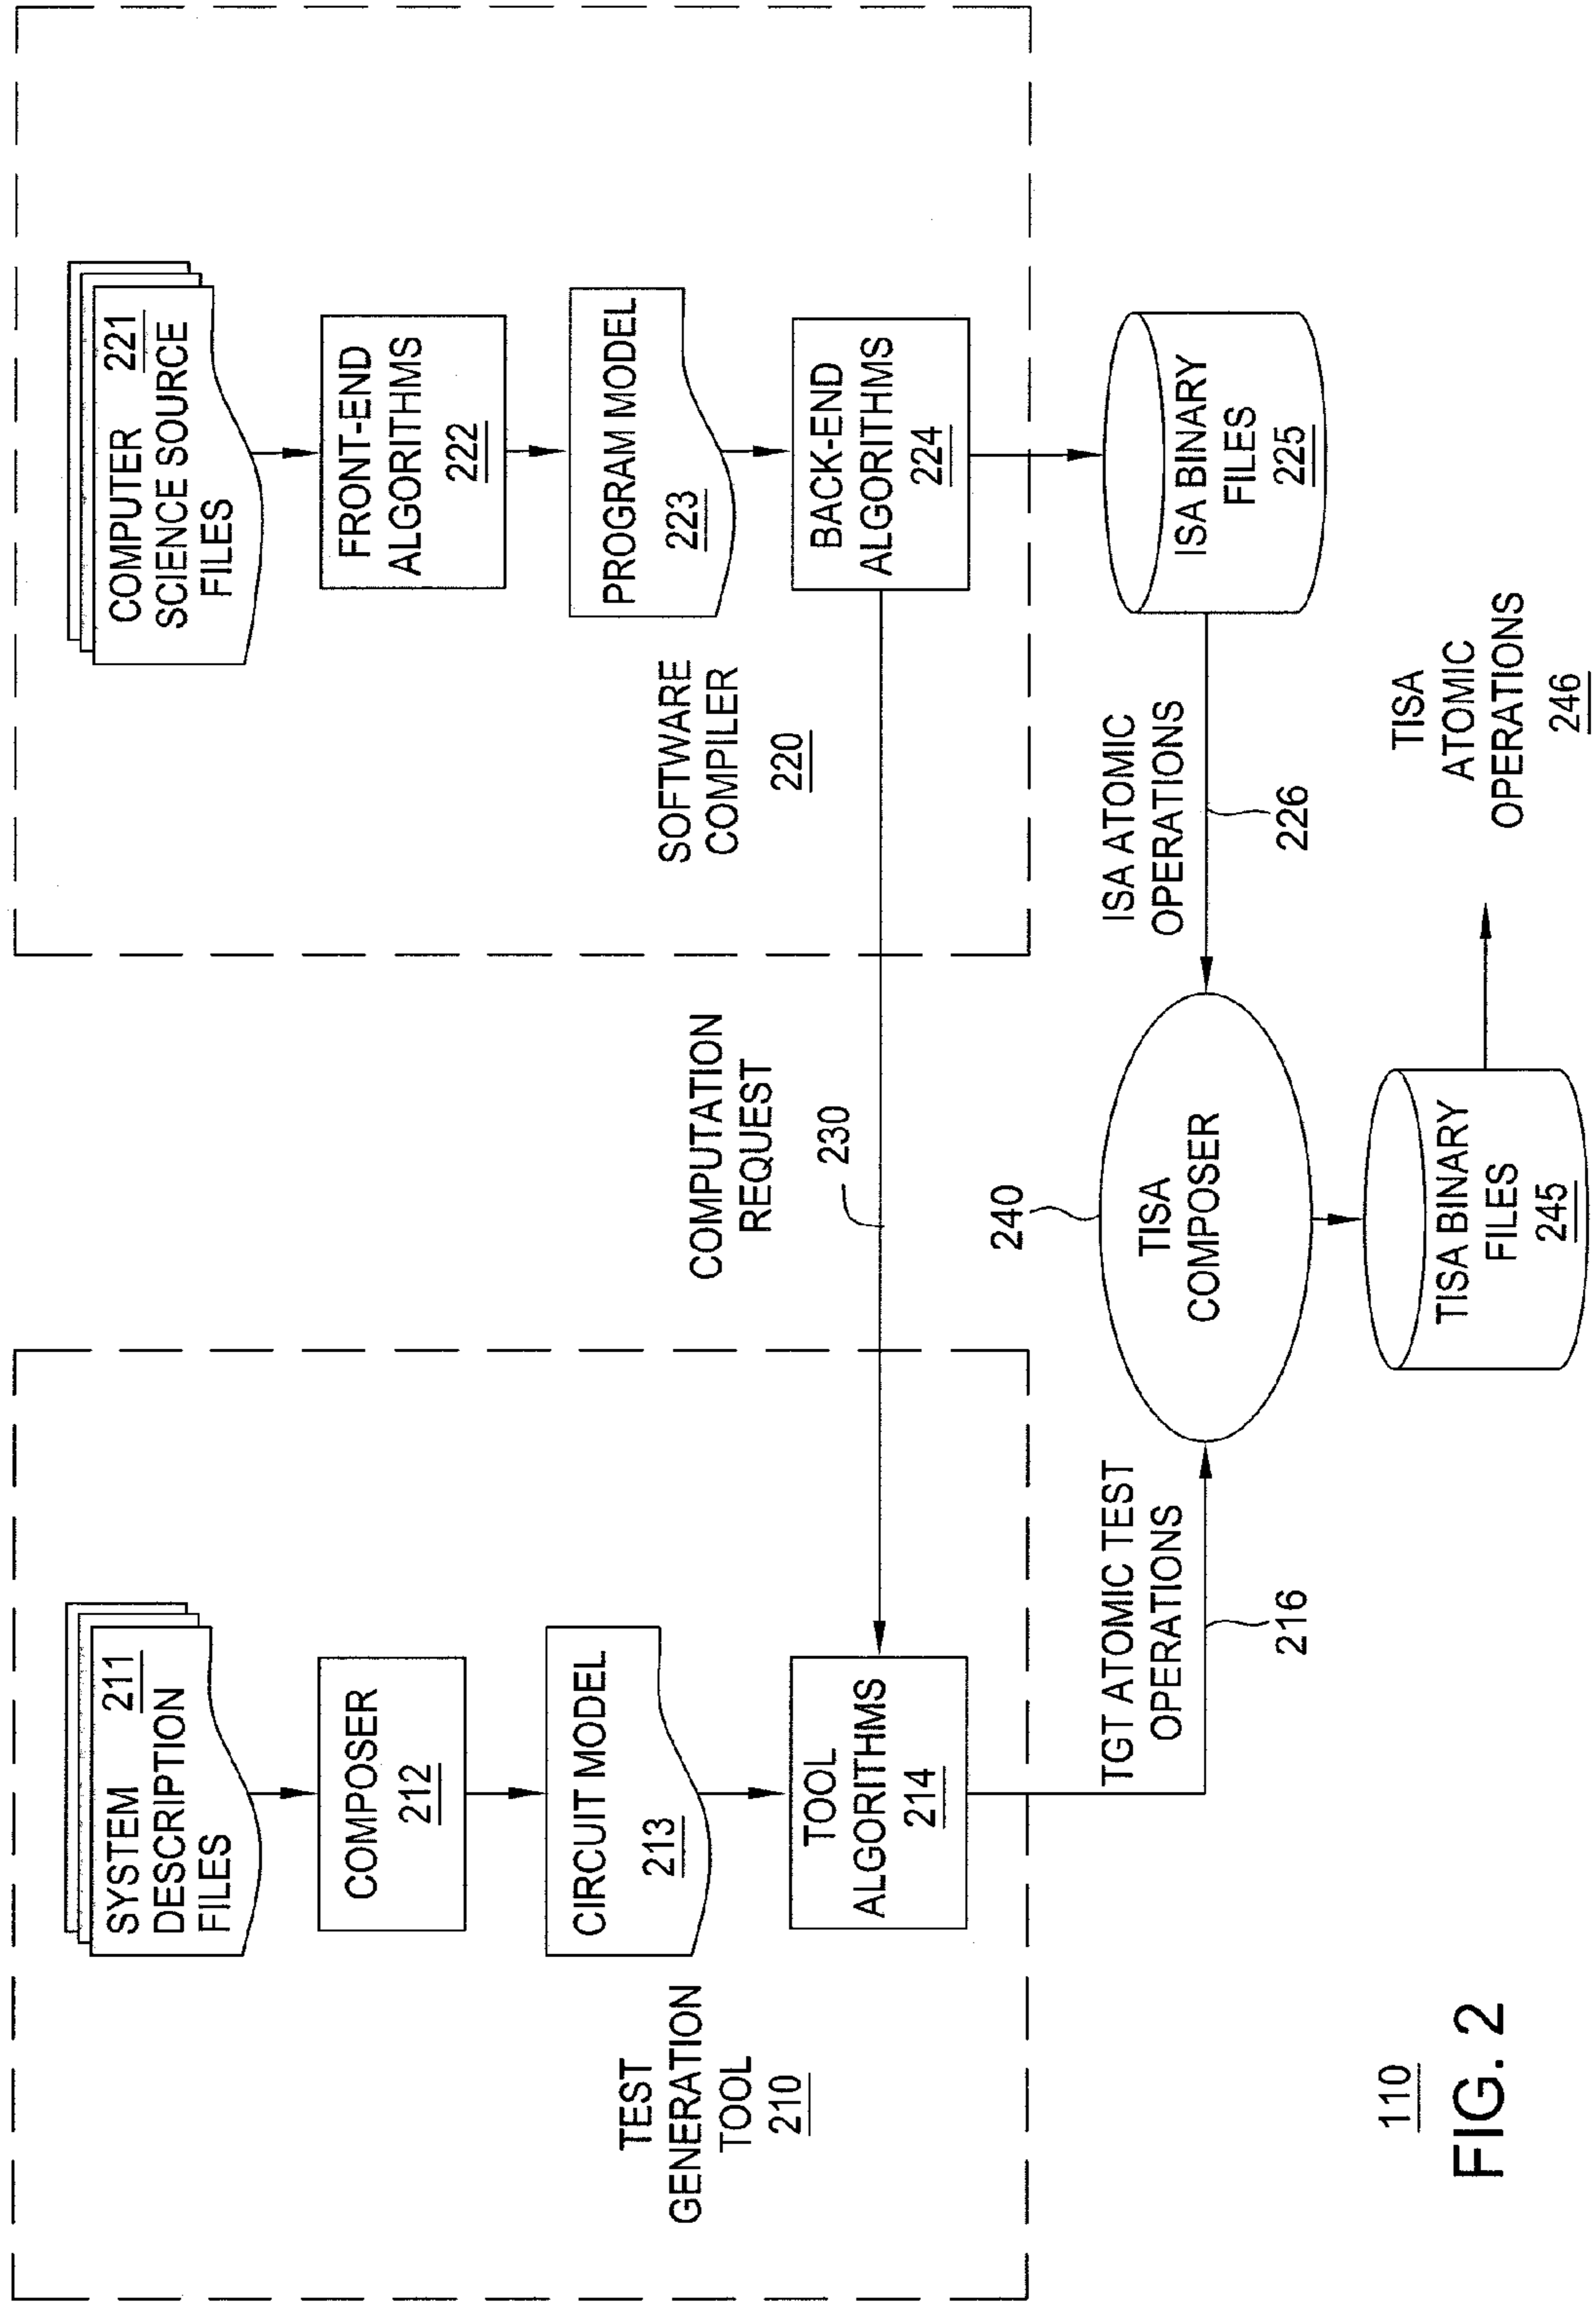 SYSTEM 211
DESCRIPTION
FILES
COMPOSER
212
CIRCUIT MODEL
213
TOOL
ALGORITHMS
214
TEST
GENERATION
TOOL
210
COMPUTER 221
SCIENCE SOURCE
FILES
FRONT-END
ALGORITHMS
222
PROGRAM MODEL
223
BACK-END
ALGORITHMS
224
SOFTWARE
COMPILER
220
COMPUTATION
REQUEST
230
TGT ATOMIC TEST
OPERATIONS
216
240
TISA
COMPOSER
ISA ATOMIC
OPERATIONS
226
ISA BINARY
FILES
225
TISA BINARY
FILES
245
TISA
ATOMIC
OPERATIONS
246
110
FIG. 2